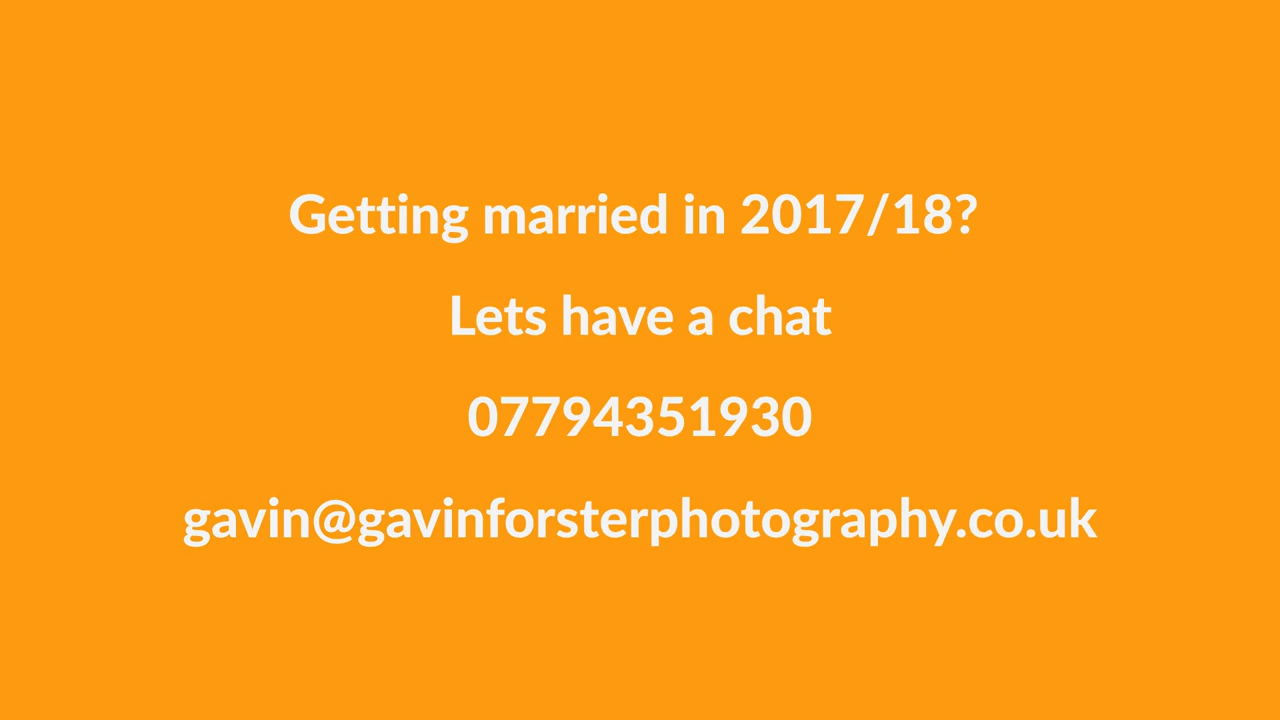 Getting married in 2017/18?
Lets have a chat
07794351930
gavin@gavinforsterphotography.co.uk